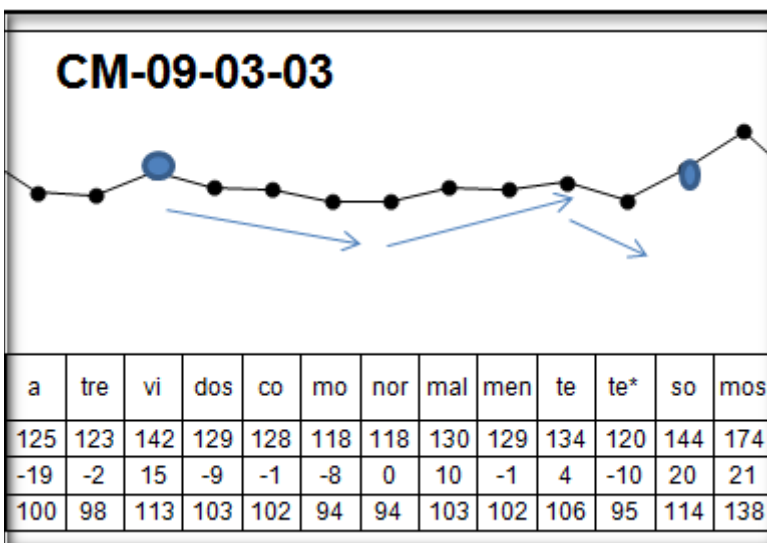 CM-09-03-03
a tre vi dos co mo nor mal men te te* so mos
125 123 142 129 128 118 118 130 129 134 120 144 174
-19 -2 15 -9 -1 -8 0 10 -1 4 -10 20 21
100 98 113 103 102 94 94 103 102 106 95 114 138